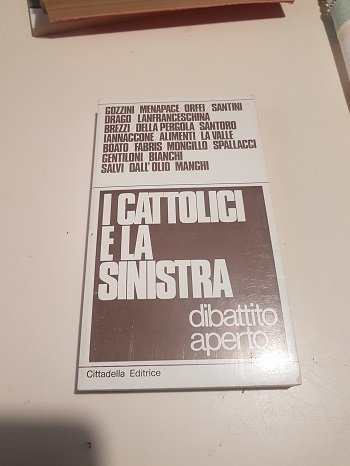 GOZZINI MENAPACE ORFEI SANTINI
DRAGO LANFRANCESCHINA
BREZZI DELLA PERGOLA SANTORO
IANNACCONE ALIMENTI LA VALLE
BOATO FABRIS MONGILLO SPALLACCI
GENTILONI BIANCHI
SALVI DALL'OLIO MANGHI
I CATTOLICI
E LA
SINISTRA
dibattito
aperto
Cittadella Editrice